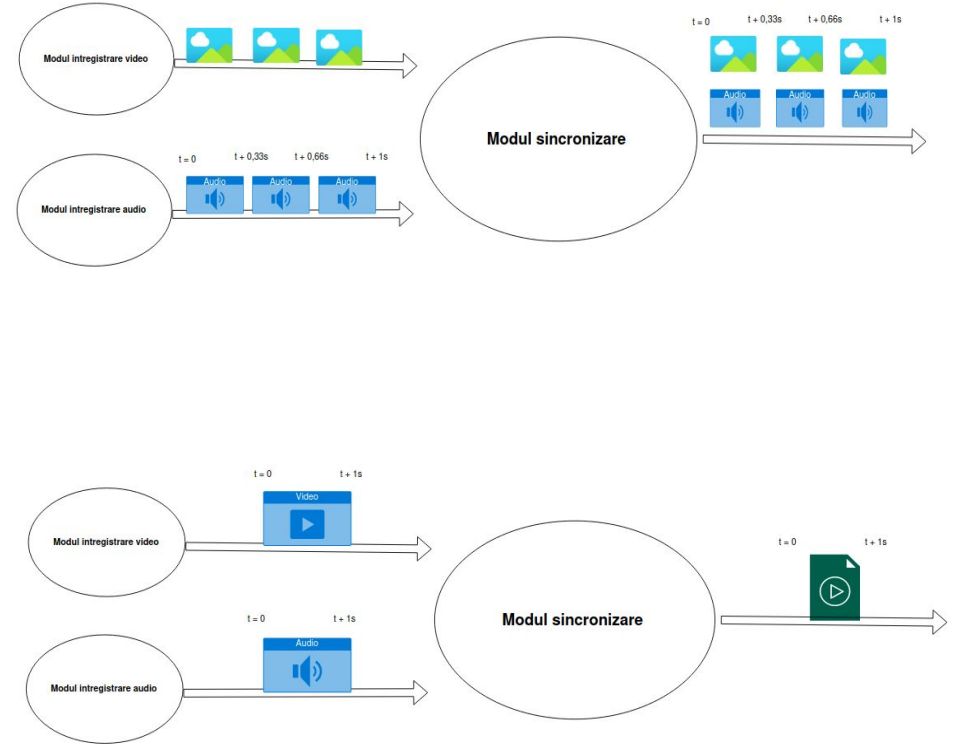 Modul intregistrare video
t = 0 t + 0,33s t + 0,66s t + 1s
Audio Audio Audio
Modul intregistrare audio
t = 0 t + 0,33s t + 0,66s t + 1s
Audio Audio Audio
Modul sincronizare
t = 0 t + 1s
Video
Modul intregistrare video
t = 0 t + 1s
Audio
Modul intregistrare audio
Modul sincronizare
t = 0 t + 1s